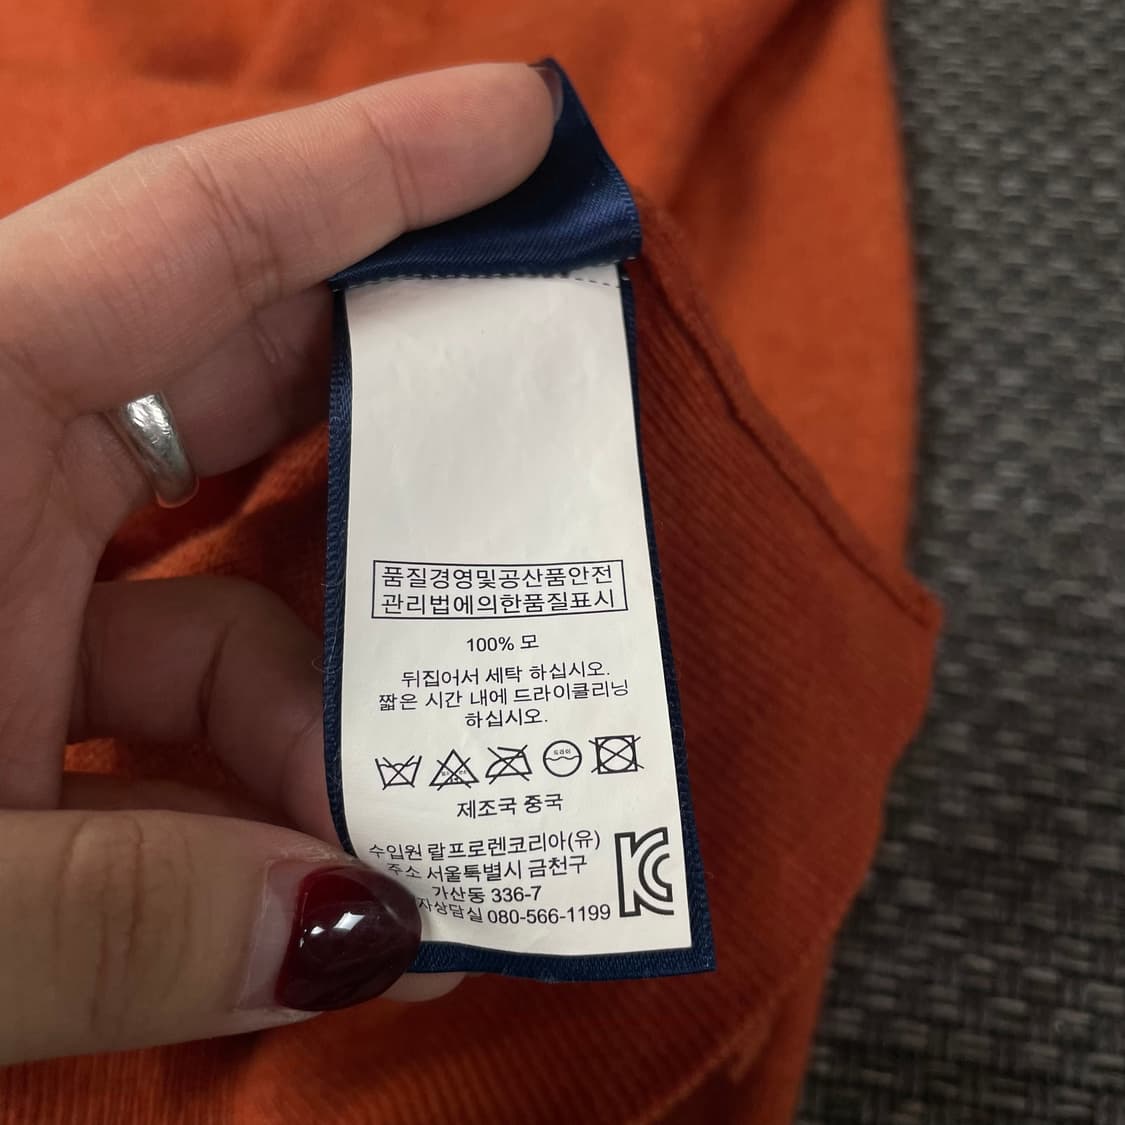 품질경영및공산품안전
관리법에의한품질표시
100% 모
뒤집어서 세탁 하십시오.
짧은 시간 내에 드라이클리닝
하십시오.
드라이
제조국 중국
수입원 랄프로렌코리아(유)
주소 서울특별시 금천구
가산동 336-7
자상담실 080-566-1199